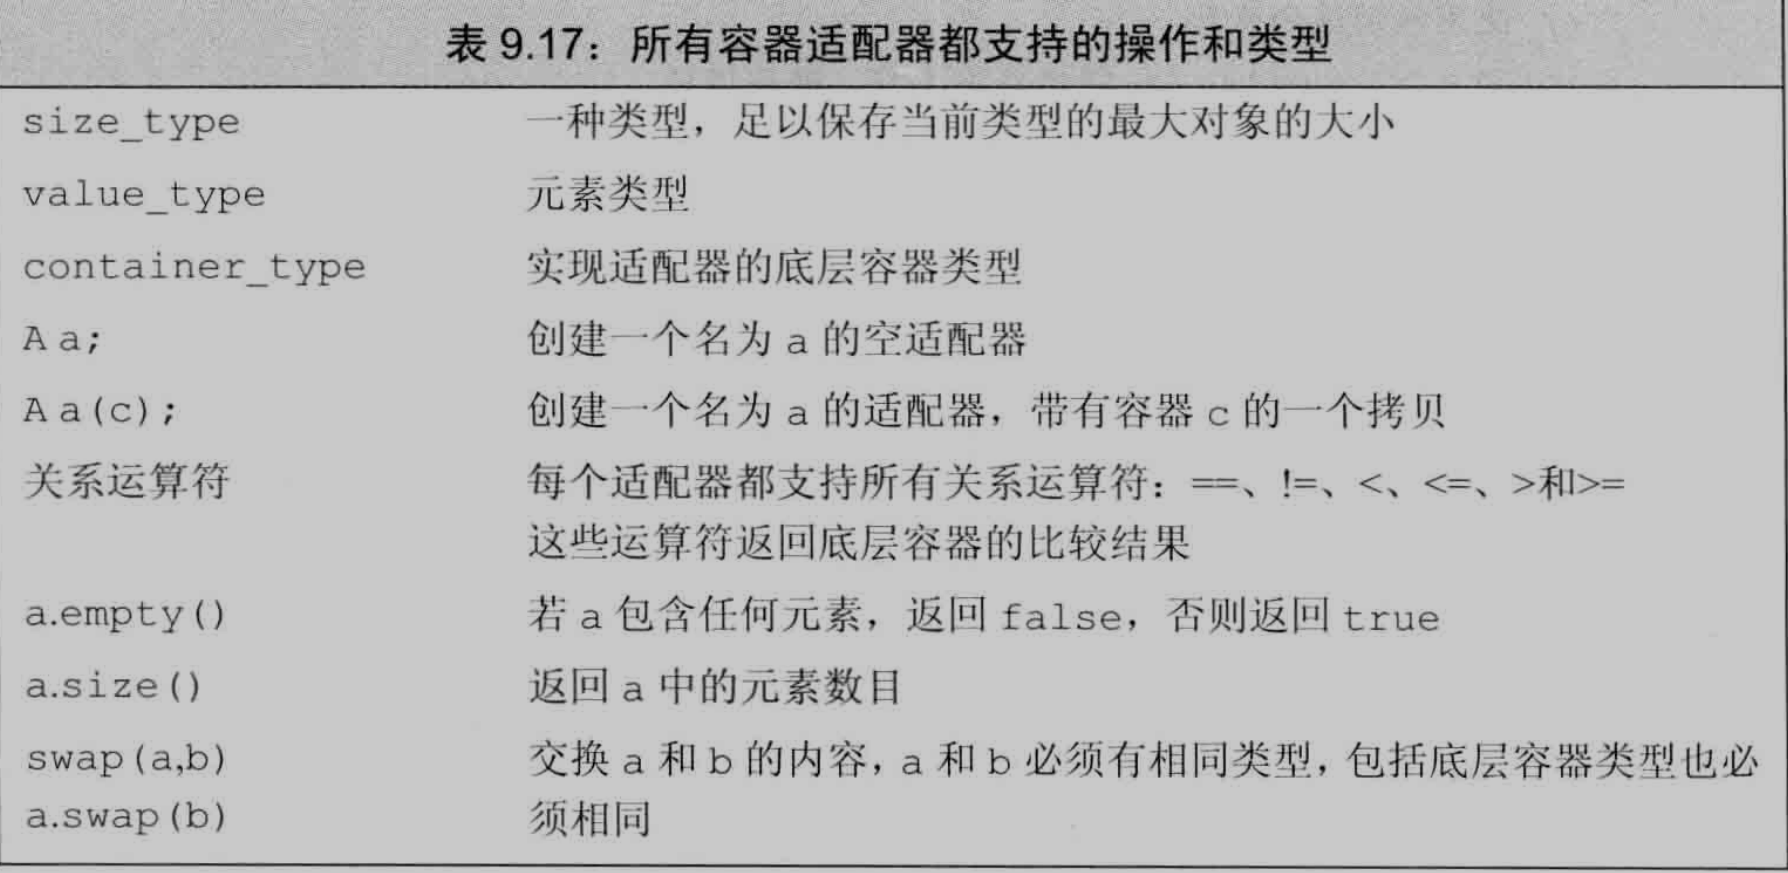 表 9.17：所有容器适配器都支持的操作和类型
size_type 一种类型，足以保存当前类型的最大对象的大小
value_type 元素类型
container_type 实现适配器的底层容器类型
A a; 创建一个名为 a 的空适配器
A a(c); 创建一个名为 a 的适配器，带有容器 c 的一个拷贝
关系运算符 每个适配器都支持所有关系运算符：==、!=、<、<=、>和>=
这些运算符返回底层容器的比较结果
a.empty() 若 a 包含任何元素，返回 false，否则返回 true
a.size() 返回 a 中的元素数目
swap(a,b) 交换 a 和 b 的内容，a 和 b 必须有相同类型，包括底层容器类型也必
a.swap(b) 须相同